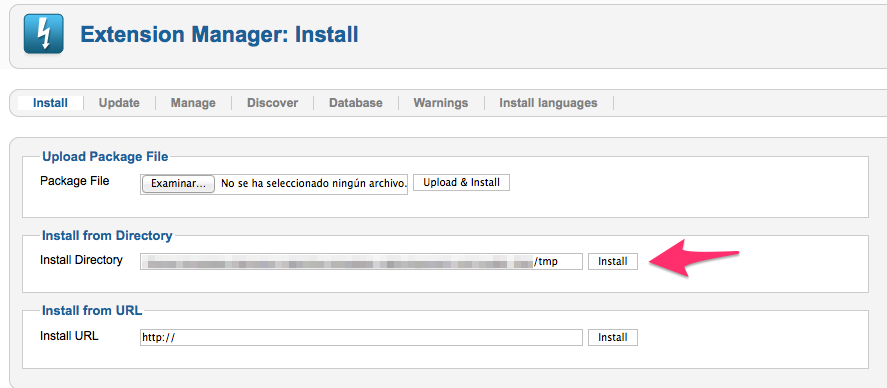 Extension Manager: Install
Install Update Manage Discover Database Warnings Install languages
Upload Package File
Package File Examinar... No se ha seleccionado ningún archivo. Upload & Install
Install from Directory
Install Directory /tmp Install
Install from URL
Install URL http:// Install